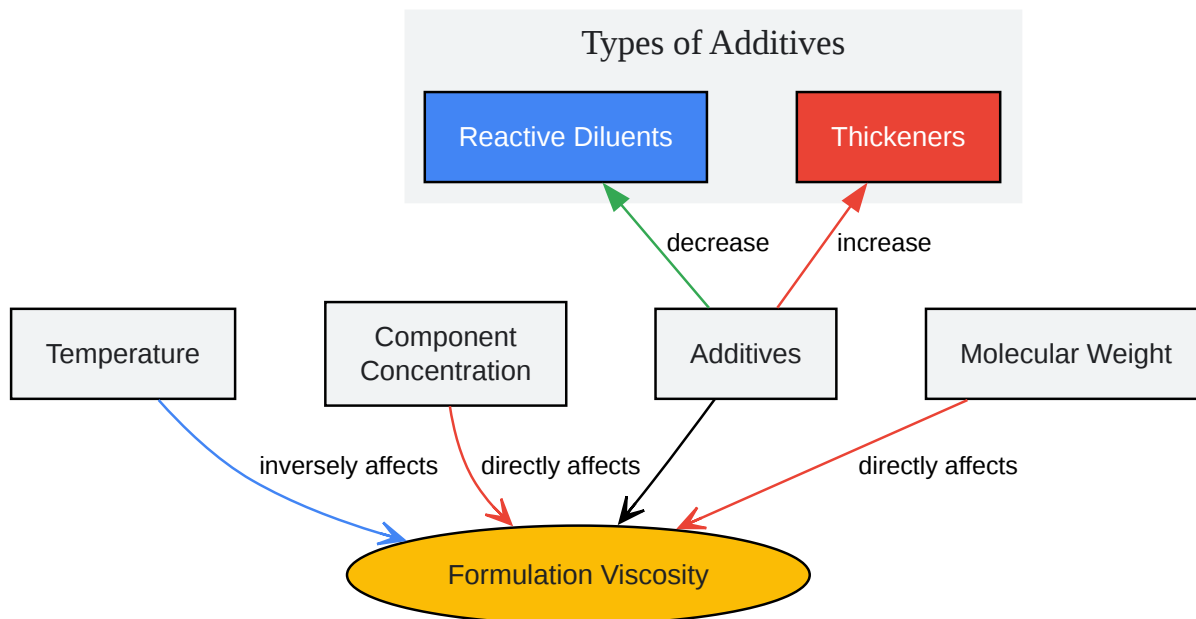 Types of Additives
Reactive Diluents
Thickeners
decrease
increase
Temperature
Component
Concentration
Additives
Molecular Weight
inversely affects
directly affects
directly affects
Formulation Viscosity